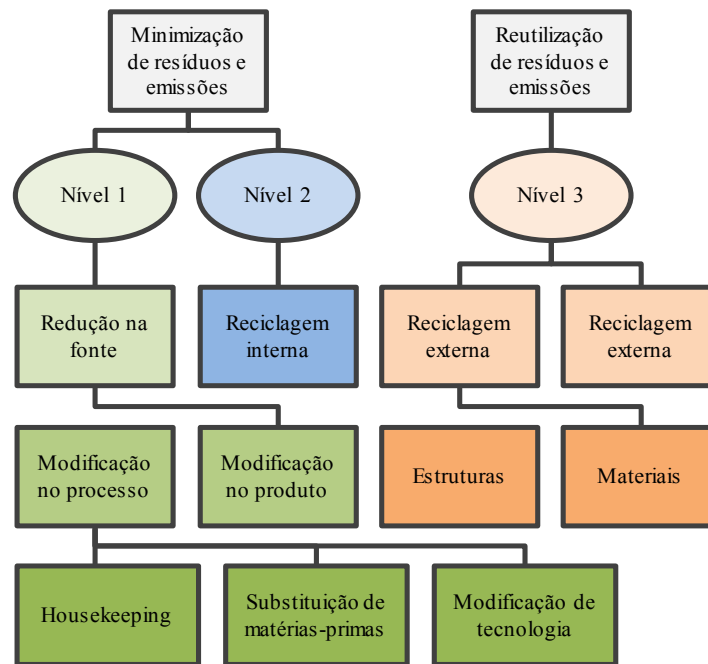 Minimização
de resíduos e
emissões
Reutilização
de resíduos e
emissões
Nível 1
Nível 2
Nível 3
Redução na
fonte
Reciclagem
interna
Reciclagem
externa
Reciclagem
externa
Modificação
no processo
Modificação
no produto
Estruturas
Materiais
Housekeeping
Substituição de
matérias-primas
Modificação de
tecnologia